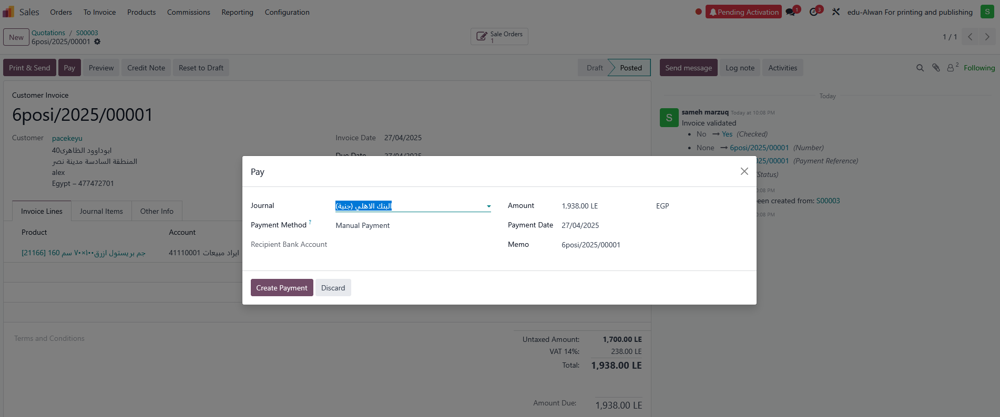 Sales Orders To Invoice Products Commissions Reporting Configuration
Pending Activation 1 3 edu-Alwan For printing and publishing S
New Quotations / S00003
6posi/2025/00001
Sale Orders
1
1 / 1
Print & Send Pay Preview Credit Note Reset to Draft Draft Posted
Send message Log note Activities 2 Following
Customer Invoice
6posi/2025/00001
Customer pacekeyu
40ابوداوود الظاهرى
المنطقة السادسة مدينة نصر
alex
Egypt – 477472701
Invoice Date 27/04/2025
Due Date 27/04/2025
Invoice Lines Journal Items Other Info
Product Account
[21166] 160 جم بريستول ازرق١٠٠×٧٠ سم
41110001 ايراد مبيعات
Pay
Journal البنك الاهلي (جنية)
Payment Method ? Manual Payment
Recipient Bank Account
Amount 1,938.00 LE EGP
Payment Date 27/04/2025
Memo 6posi/2025/00001
Create Payment Discard
Terms and Conditions
Untaxed Amount: 1,700.00 LE
VAT 14%: 238.00 LE
Total: 1,938.00 LE
Amount Due: 1,938.00 LE
Today
S sameh marzuq Today at 10:08 PM
Invoice validated
No → Yes (Checked)
None → 6posi/2025/00001 (Number)
25/00001 (Payment Reference)
Status)
0:08 PM
een created from: S00003
0:08 PM